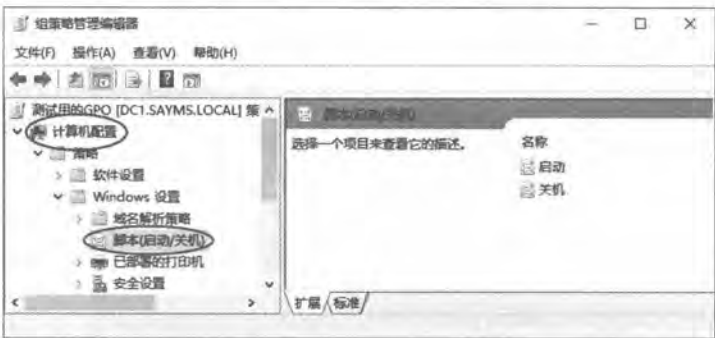 组策略管理编辑器
文件(F) 操作(A) 查看(V) 帮助(H)
测试用的GPO [DC1.SAYMS.LOCAL] 策
计算机配置
策略
软件设置
Windows 设置
域名解析策略
脚本(启动/关机)
已部署的打印机
安全设置
脚本(启动/关机)
选择一个项目来查看它的描述。
名称
启动
关机
扩展 标准